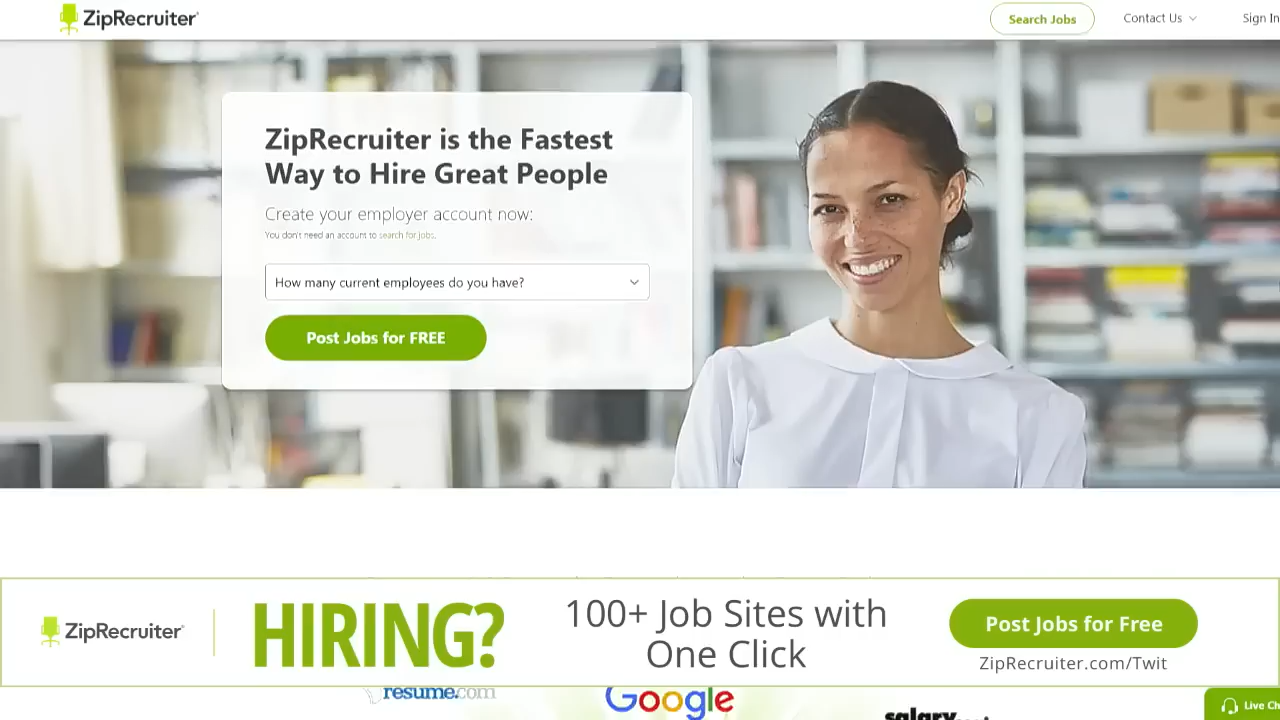 ZipRecruiter
Search Jobs
Contact Us
Sign In
ZipRecruiter is the Fastest
Way to Hire Great People
Create your employer account now:
You don't need an account to search for jobs.
How many current employees do you have?
Post Jobs for FREE
ZipRecruiter
HIRING?
100+ Job Sites with
One Click
Post Jobs for Free
ZipRecruiter.com/Twit
resume.com
Google
salary
Live